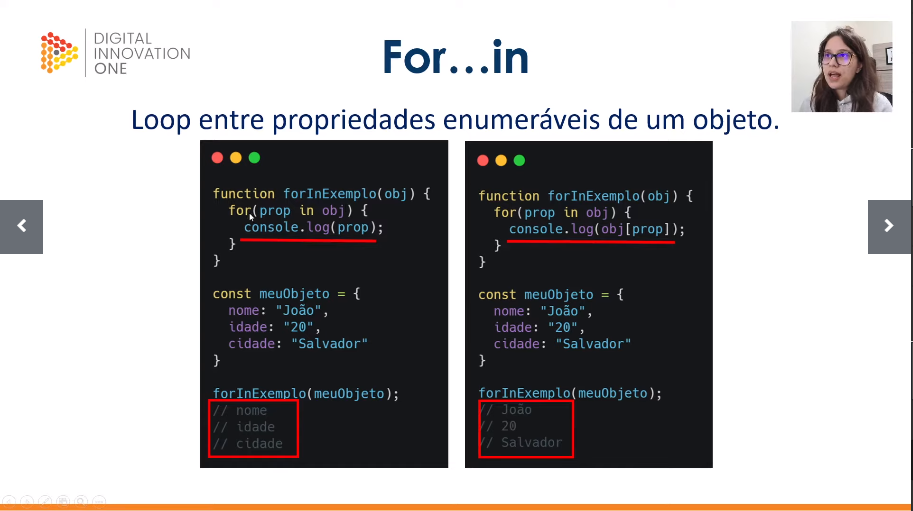 DIGITAL
INNOVATION
ONE
For...in
Loop entre propriedades enumeráveis de um objeto.
function forInExemplo(obj) {
for(prop in obj) {
console.log(prop);
}
}
const meuObjeto = {
nome: "João",
idade: "20",
cidade: "Salvador"
}
forInExemplo(meuObjeto);
// nome
// idade
// cidade
function forInExemplo(obj) {
for(prop in obj) {
console.log(obj[prop]);
}
}
const meuObjeto = {
nome: "João",
idade: "20",
cidade: "Salvador"
}
forInExemplo(meuObjeto);
// João
// 20
// Salvador